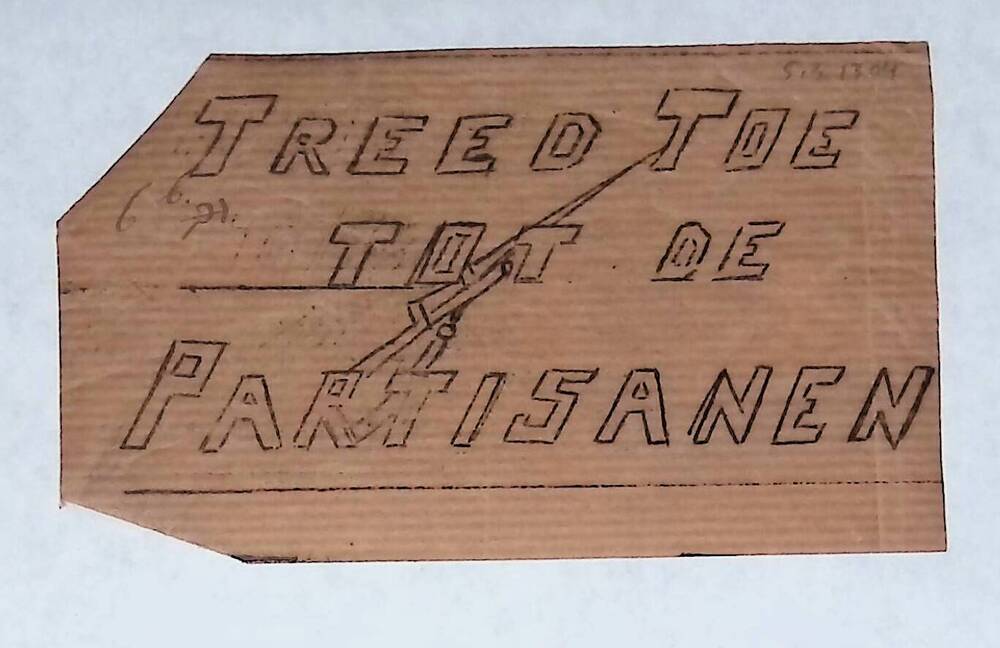 TREED TOE
TOT DE
PARTISANEN